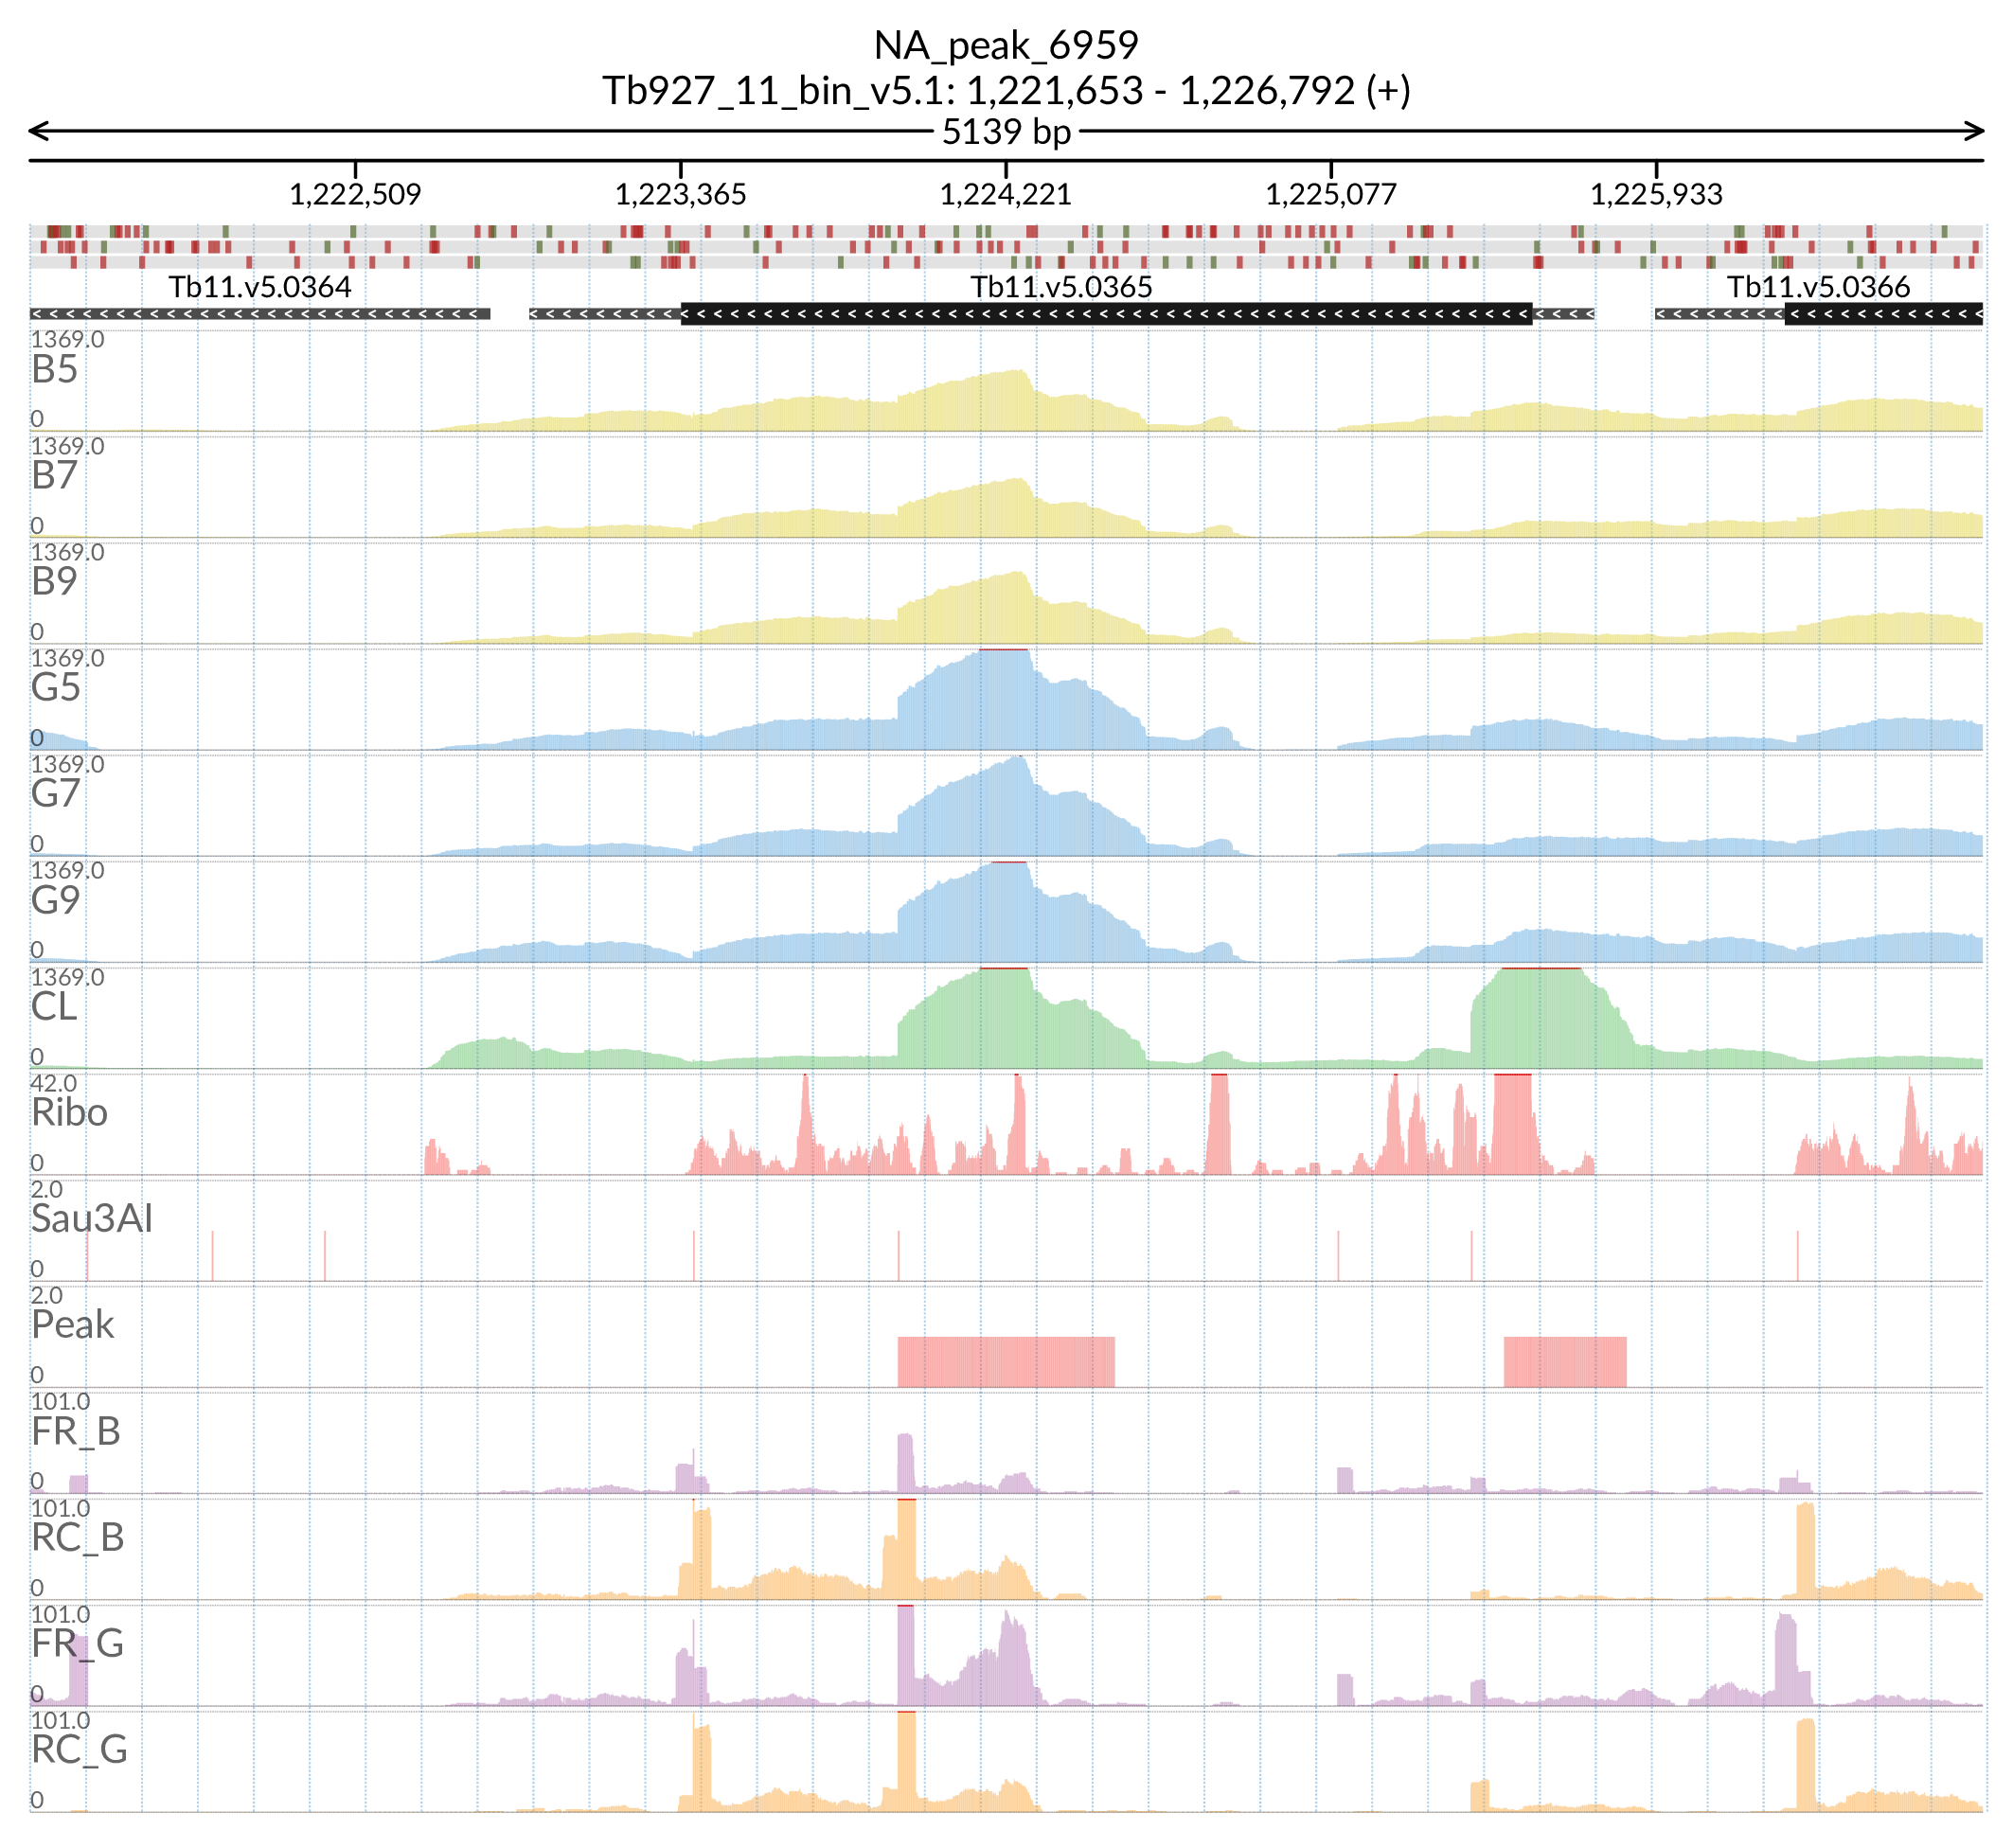 NA_peak_6959
Tb927_11_bin_v5.1: 1,221,653 - 1,226,792 (+)
5139 bp
1,222,509 1,223,365 1,224,221 1,225,077 1,225,933
Tb11.v5.0364 Tb11.v5.0365 Tb11.v5.0366
1369.0
B5
0
1369.0
B7
0
1369.0
B9
0
1369.0
G5
0
1369.0
G7
0
1369.0
G9
0
1369.0
CL
0
42.0
Ribo
0
2.0
Sau3AI
0
2.0
Peak
0
101.0
FR_B
0
101.0
RC_B
0
101.0
FR_G
0
101.0
RC_G
0